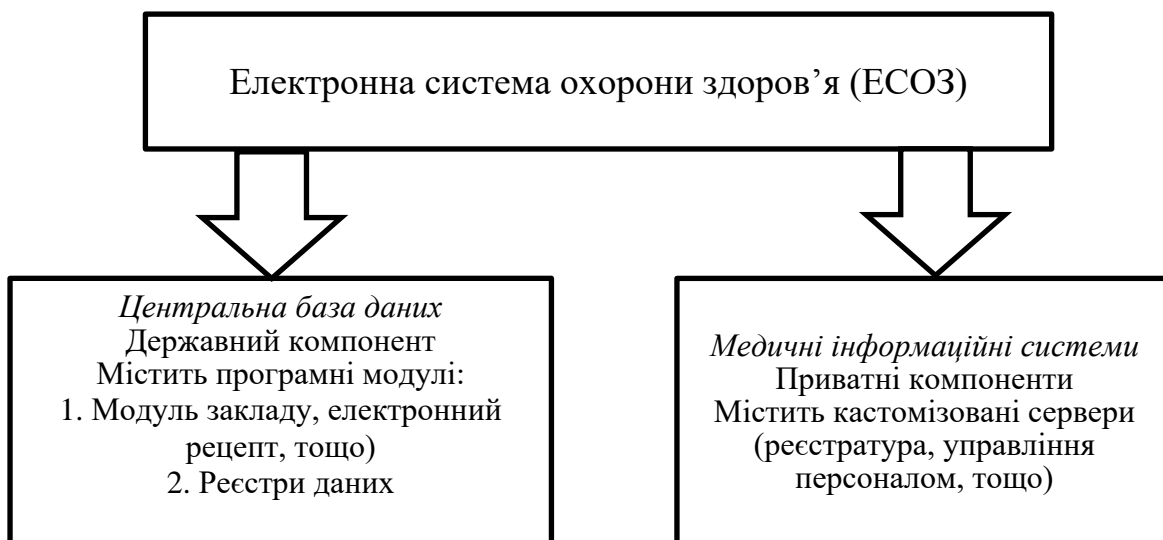 Електронна система охорони здоров’я (ЕСОЗ)
Центральна база даних
Державний компонент
Містить програмні модулі:
1. Модуль закладу, електронний
рецепт, тощо)
2. Реєстри даних
Медичні інформаційні системи
Приватні компоненти
Містить кастомізовані сервери
(реєстратура, управління
персоналом, тощо)